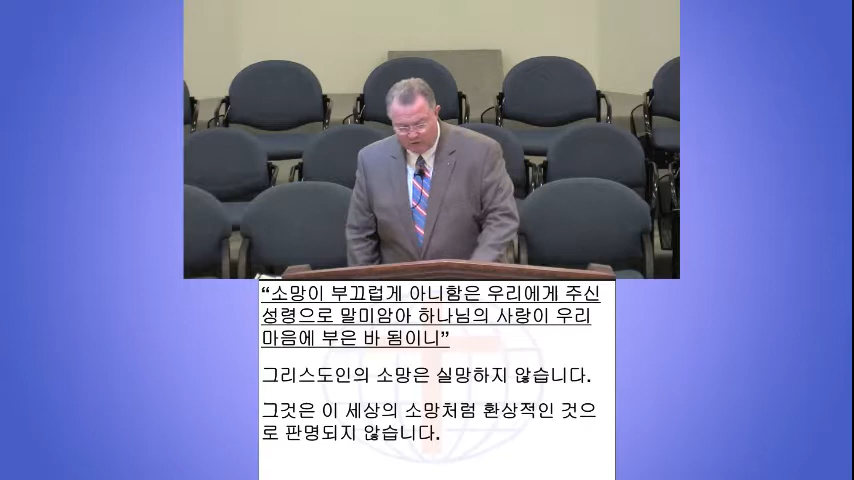 “소망이 부끄럽게 아니함은 우리에게 주신
성령으로 말미암아 하나님의 사랑이 우리
마음에 부은 바 됨이니”
그리스도인의 소망은 실망하지 않습니다.
그것은 이 세상의 소망처럼 환상적인 것으
로 판명되지 않습니다.